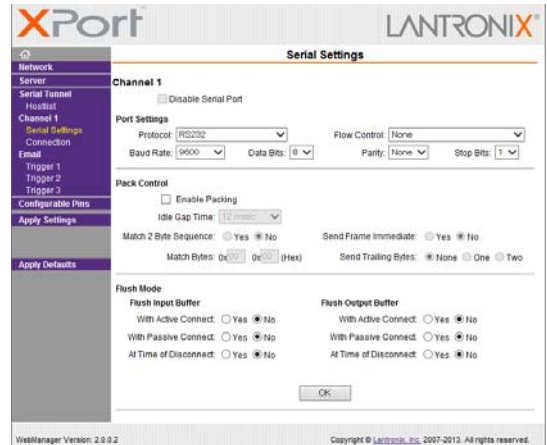 XPort
LANTRONIX®
Serial Settings
Network
Server
Serial Tunnel
Hostlist
Channel 1
Serial Settings
Connection
Email
Trigger 1
Trigger 2
Trigger 3
Configurable Pins
Apply Settings
Apply Defaults
Channel 1
Disable Serial Port
Port Settings
Protocol: RS232 Flow Control: None
Baud Rate: 9600 Data Bits: 8 Parity: None Stop Bits: 1
Pack Control
Enable Packing
Idle Gap Time: 12 msec
Match 2 Byte Sequence: Yes No Send Frame Immediate: Yes No
Match Bytes: 0x00 0x00 (Hex) Send Trailing Bytes: None One Two
Flush Mode
Flush Input Buffer Flush Output Buffer
With Active Connect: Yes No With Active Connect: Yes No
With Passive Connect: Yes No With Passive Connect: Yes No
At Time of Disconnect: Yes No At Time of Disconnect: Yes No
OK
WebManager Version: 2.0.0.2 Copyright © Lantronix, Inc. 2007-2013. All rights reserved.